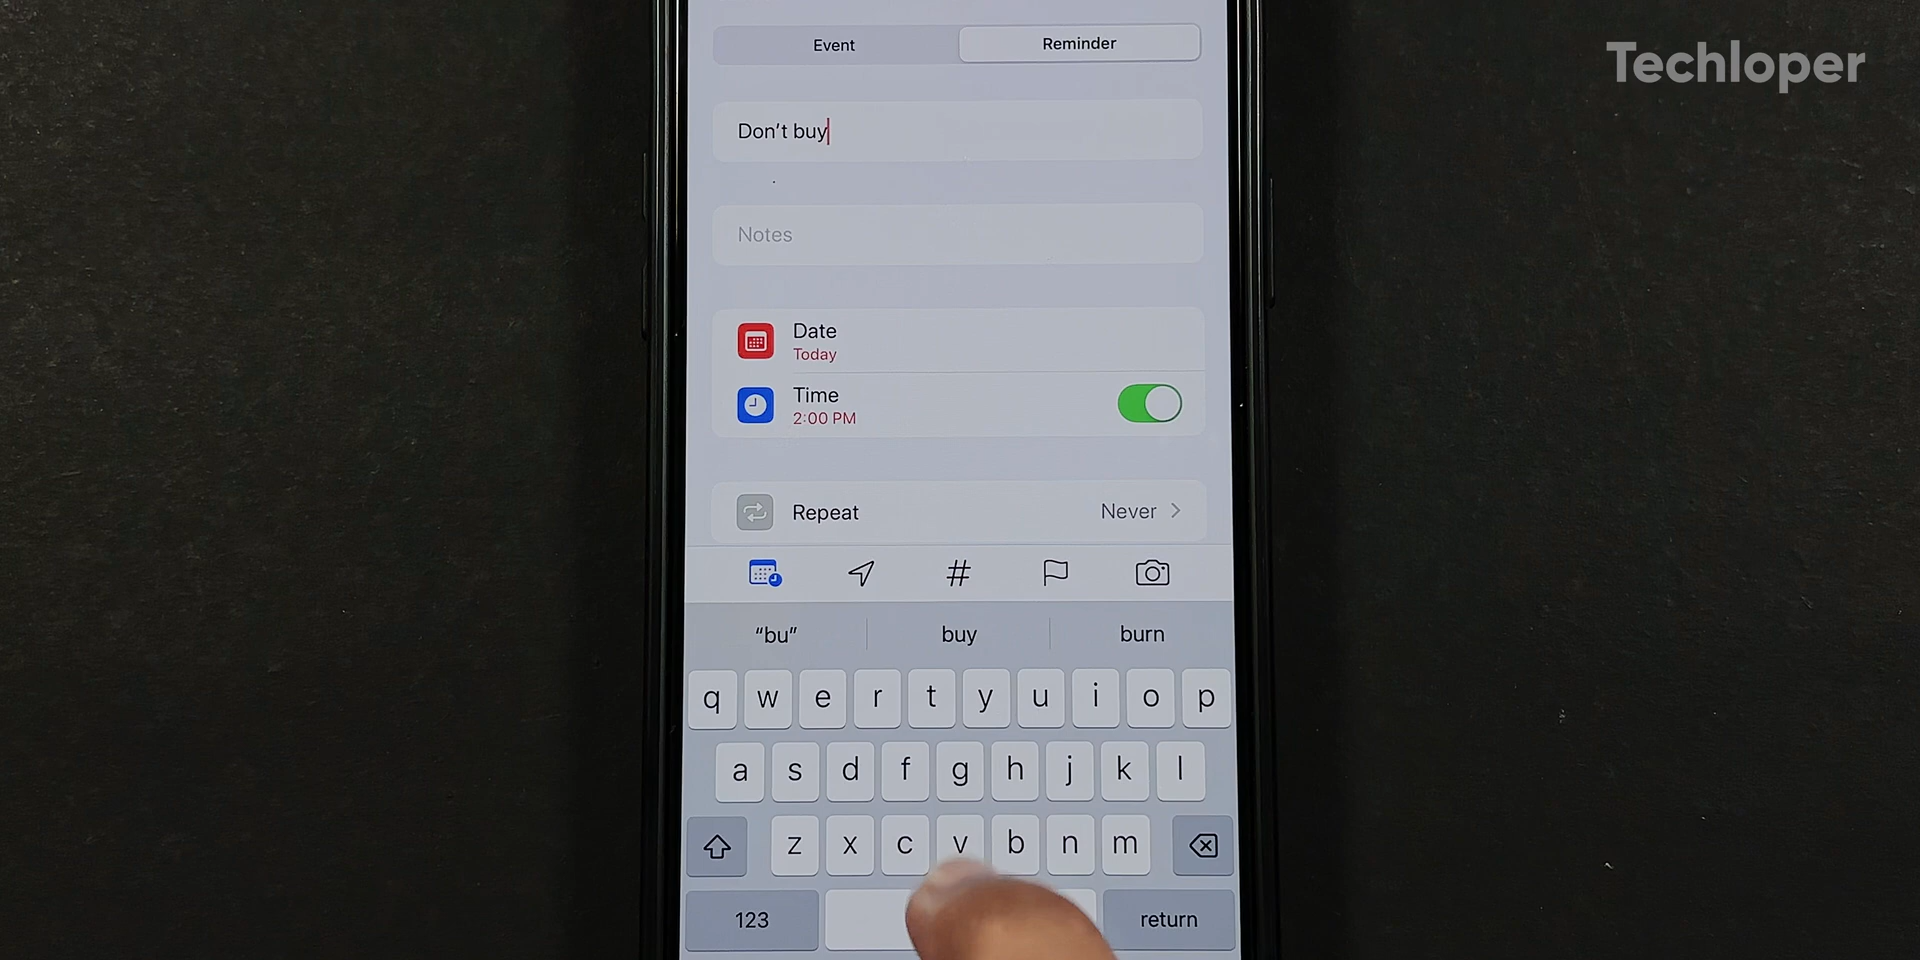 Techloper
Event Reminder
Don't buy
Notes
Date
Today
Time
2:00 PM
Repeat Never
#
"bu" buy burn
q w e r t y u i o p
a s d f g h j k l
z x c v b n m
123 return